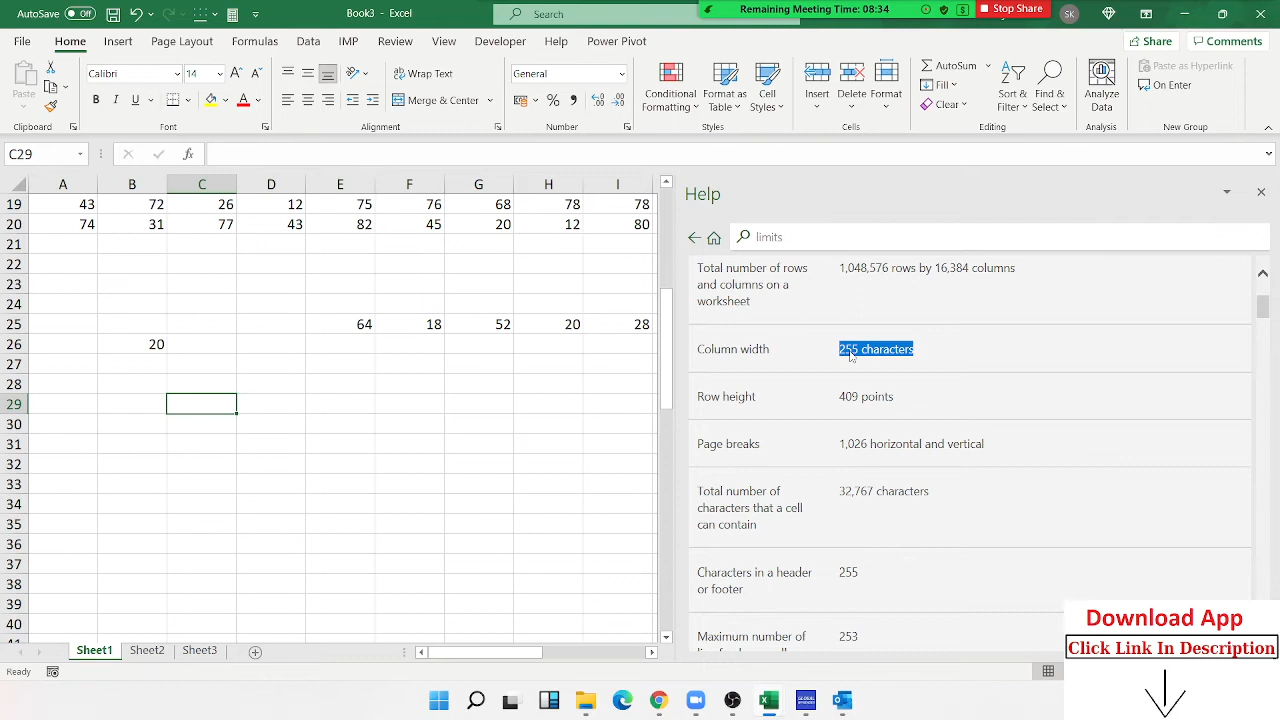 AutoSave Off Book1 - Excel Search Remaining Meeting Time: 08:34 $ Stop Share SK
File Home Insert Page Layout Formulas Data IMP Review View Developer Help Power Pivot Share Comments
Paste Calibri 14 Wrap Text General Conditional Formatting Format as Table Cell Styles Insert Delete Format AutoSum Fill Clear Sort & Filter Find & Select Analyze Data Paste as Hyperlink On Enter
B I U A Merge & Center % 
Clipboard Font Alignment Number Styles Cells Editing Analysis New Group
C29 fx
A B C D E F G H I
19 43 72 26 12 75 76 68 78 78
20 74 31 77 43 82 45 20 12 80
21
22
23
24
25 64 18 52 20 28
26 20
27
28
29
30
31
32
33
34
35
36
37
38
39
40
Help
limits
Total number of rows
and columns on a
worksheet
1,048,576 rows by 16,384 columns
Column width 255 characters
Row height 409 points
Page breaks 1,026 horizontal and vertical
Total number of
characters that a cell
can contain
32,767 characters
Characters in a header
or footer
255
Maximum number of 253
Sheet1 Sheet2 Sheet3
Ready
Download App
Click Link In Description